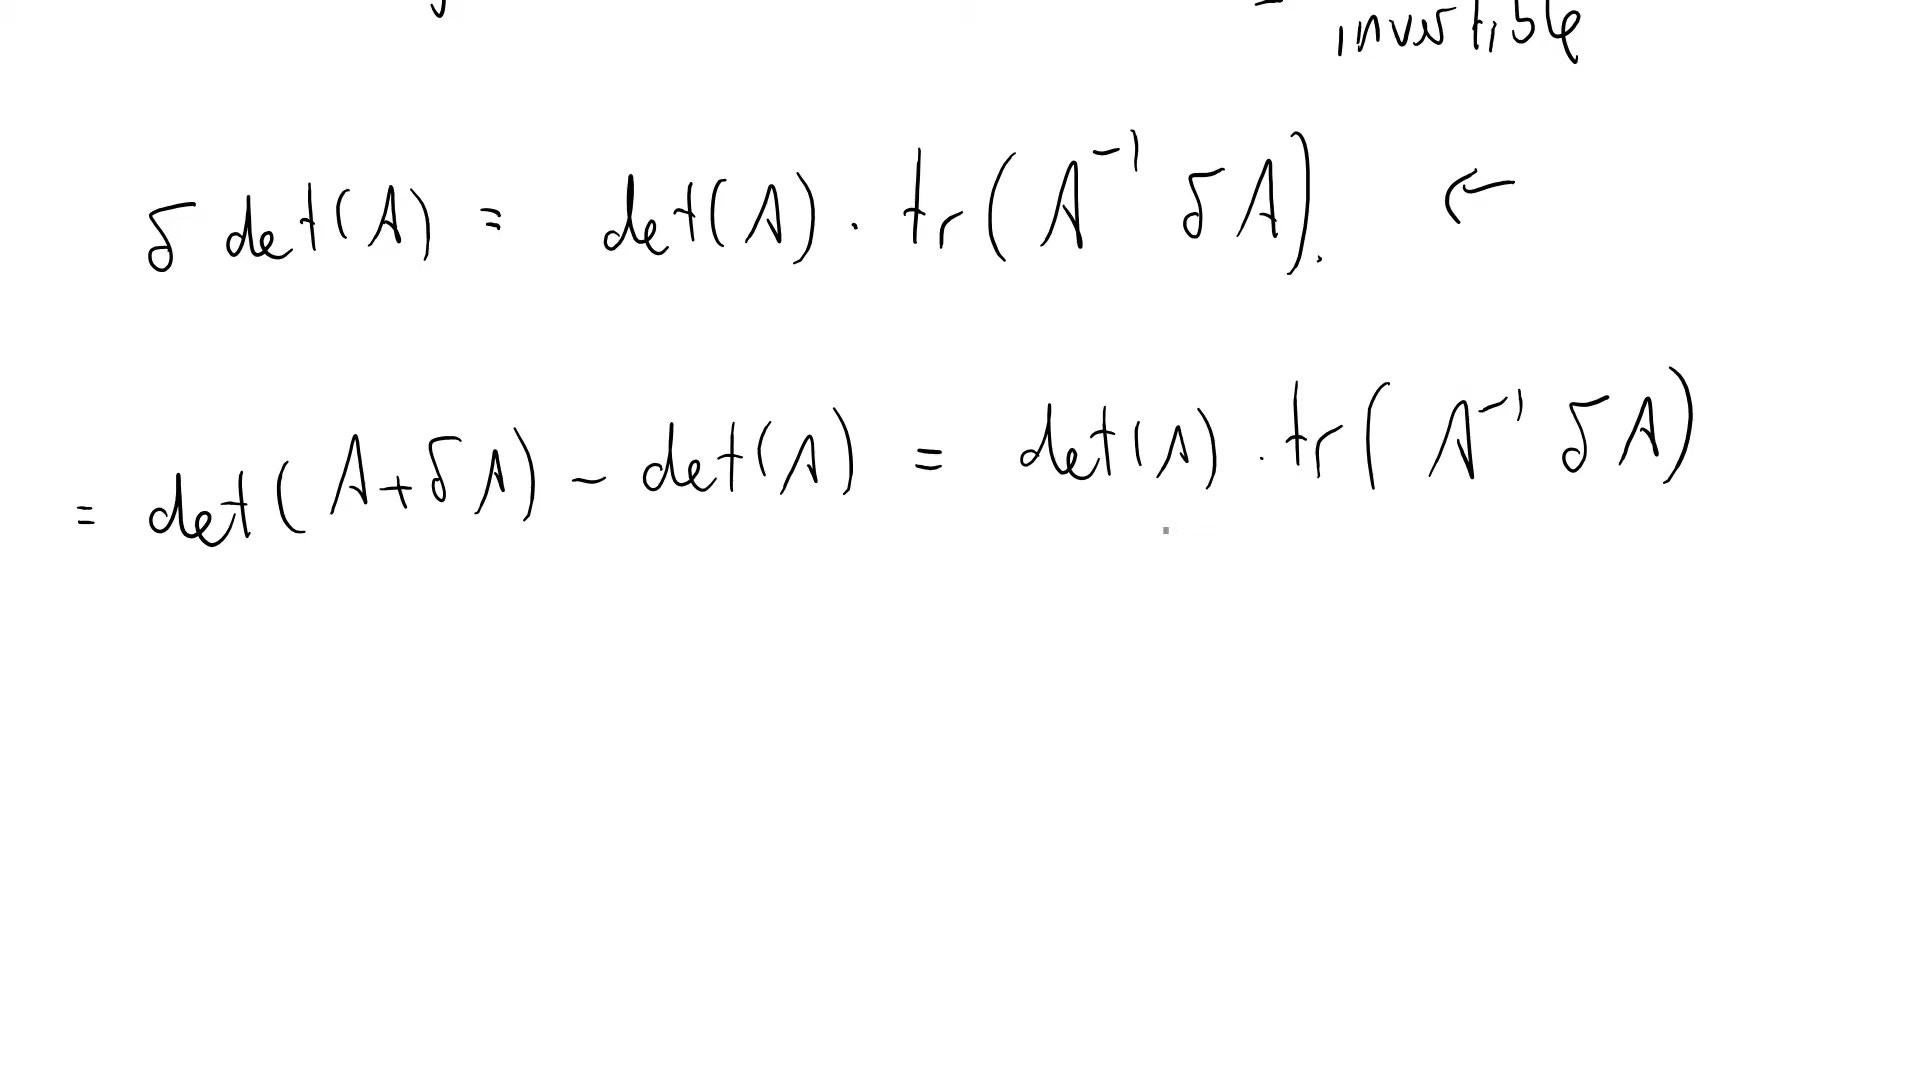 invertible
δ det(A) = det(A) · tr(A⁻¹ δA). ←
= det(A+δA) - det(A) = det(A) · tr(A⁻¹ δA)